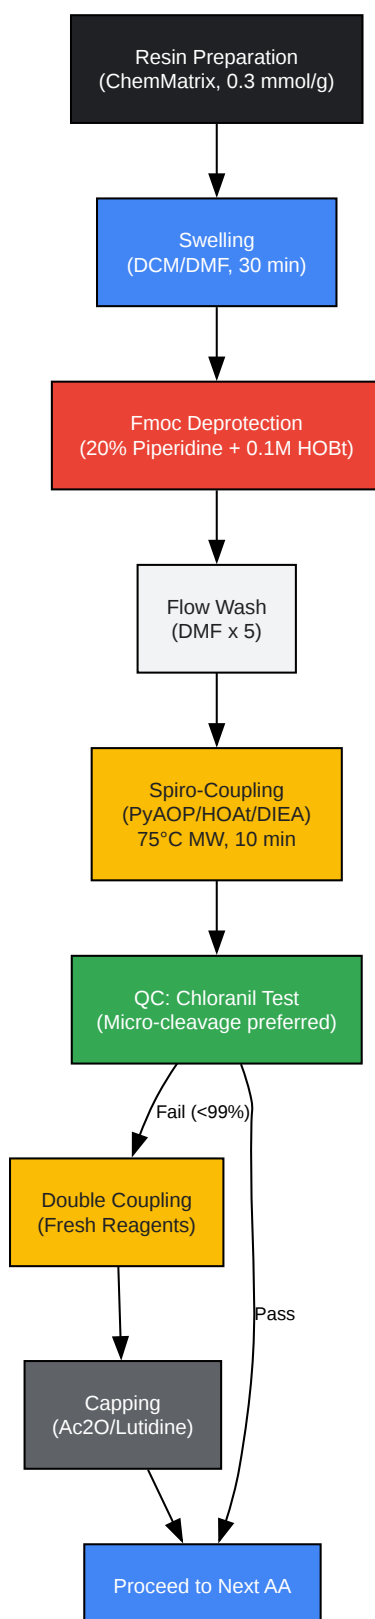 Resin Preparation
(ChemMatrix, 0.3 mmol/g)
Swelling
(DCM/DMF, 30 min)
Fmoc Deprotection
(20% Piperidine + 0.1M HOBt)
Flow Wash
(DMF x 5)
Spiro-Coupling
(PyAOP/HOAt/DIEA)
75°C MW, 10 min
QC: Chloranil Test
(Micro-cleavage preferred)
Fail (<99%)
Double Coupling
(Fresh Reagents)
Pass
Capping
(Ac2O/Lutidine)
Proceed to Next AA